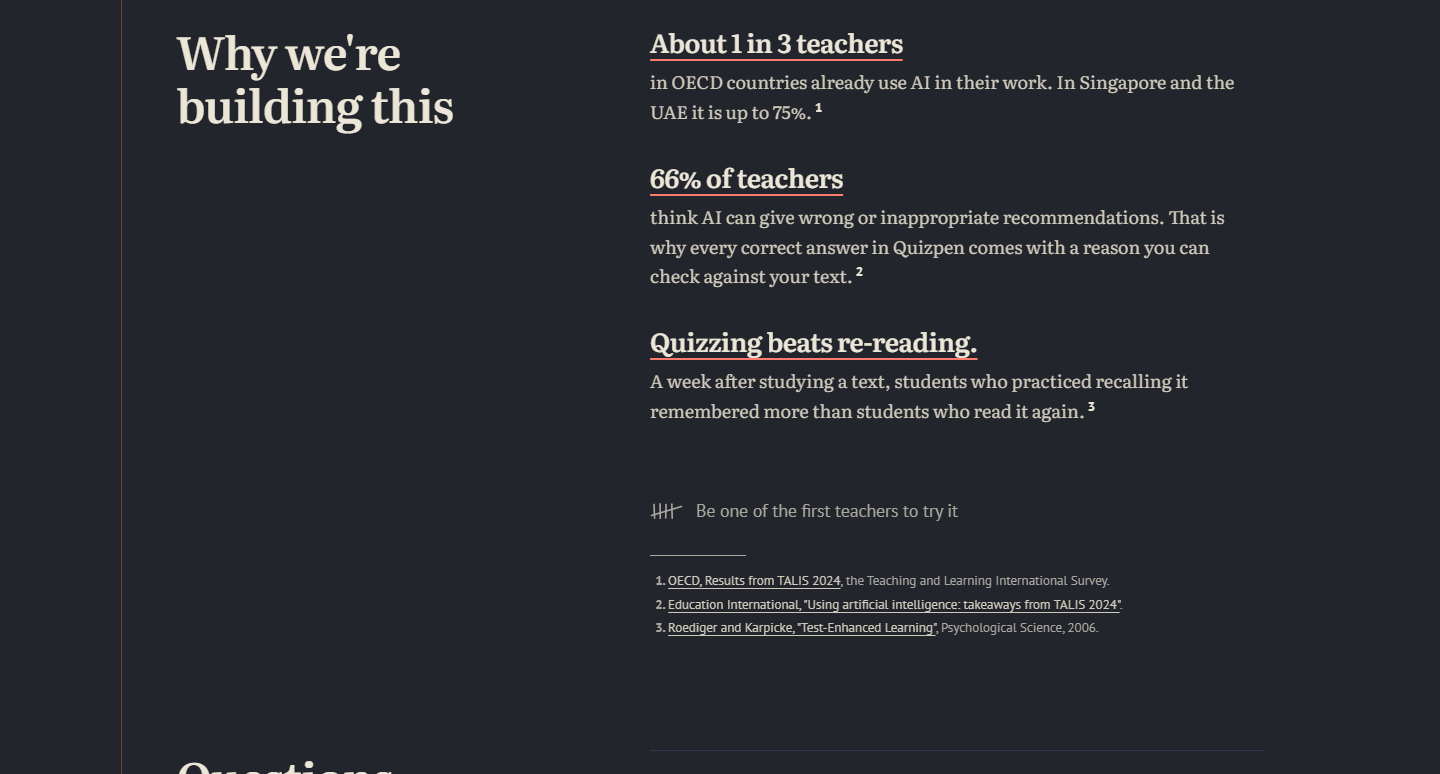 Why we're
building this
About 1 in 3 teachers
in OECD countries already use AI in their work. In Singapore and the
UAE it is up to 75%. 1
66% of teachers
think AI can give wrong or inappropriate recommendations. That is
why every correct answer in Quizpen comes with a reason you can
check against your text. 2
Quizzing beats re-reading.
A week after studying a text, students who practiced recalling it
remembered more than students who read it again. 3
Be one of the first teachers to try it
1. OECD, Results from TALIS 2024, the Teaching and Learning International Survey.
2. Education International, "Using artificial intelligence: takeaways from TALIS 2024".
3. Roediger and Karpicke, "Test-Enhanced Learning", Psychological Science, 2006.
Questions